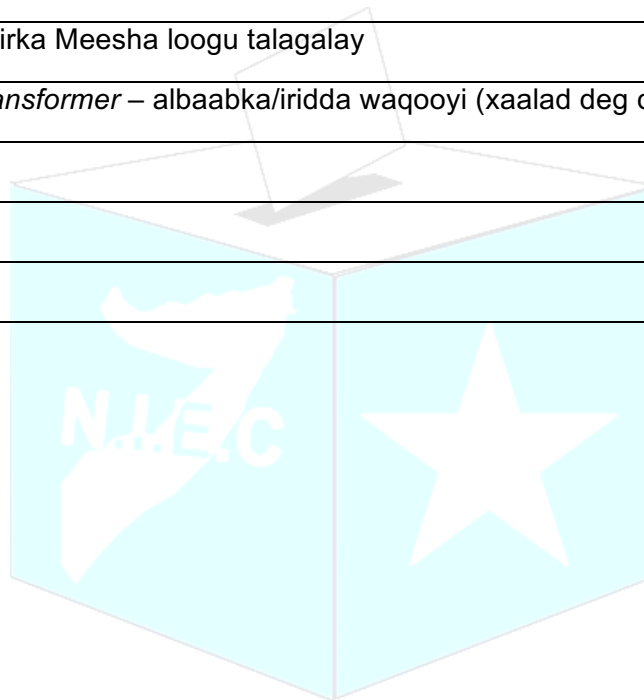 irka Meesha loogu talagalay
ansformer – albaabka/iridda waqooyi (xaalad deg
N.I.E.C